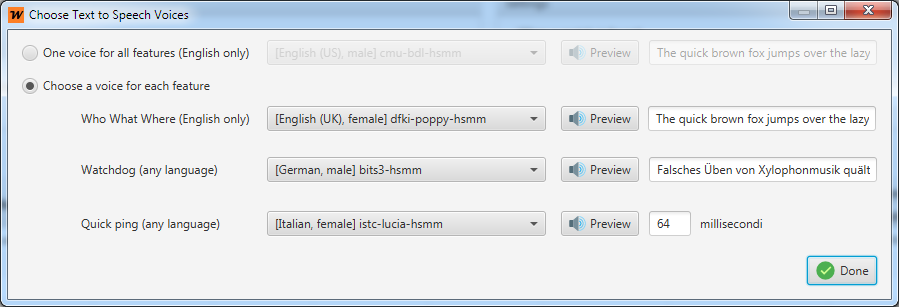 W Choose Text to Speech Voices
One voice for all features (English only) [English (US), male] cmu-bdl-hsmm Preview The quick brown fox jumps over the lazy
Choose a voice for each feature
Who What Where (English only) [English (UK), female] dfki-poppy-hsmm Preview The quick brown fox jumps over the lazy
Watchdog (any language) [German, male] bits3-hsmm Preview Falsches Üben von Xylophonmusik quält
Quick ping (any language) [Italian, female] istc-lucia-hsmm Preview 64 millisecondi
Done